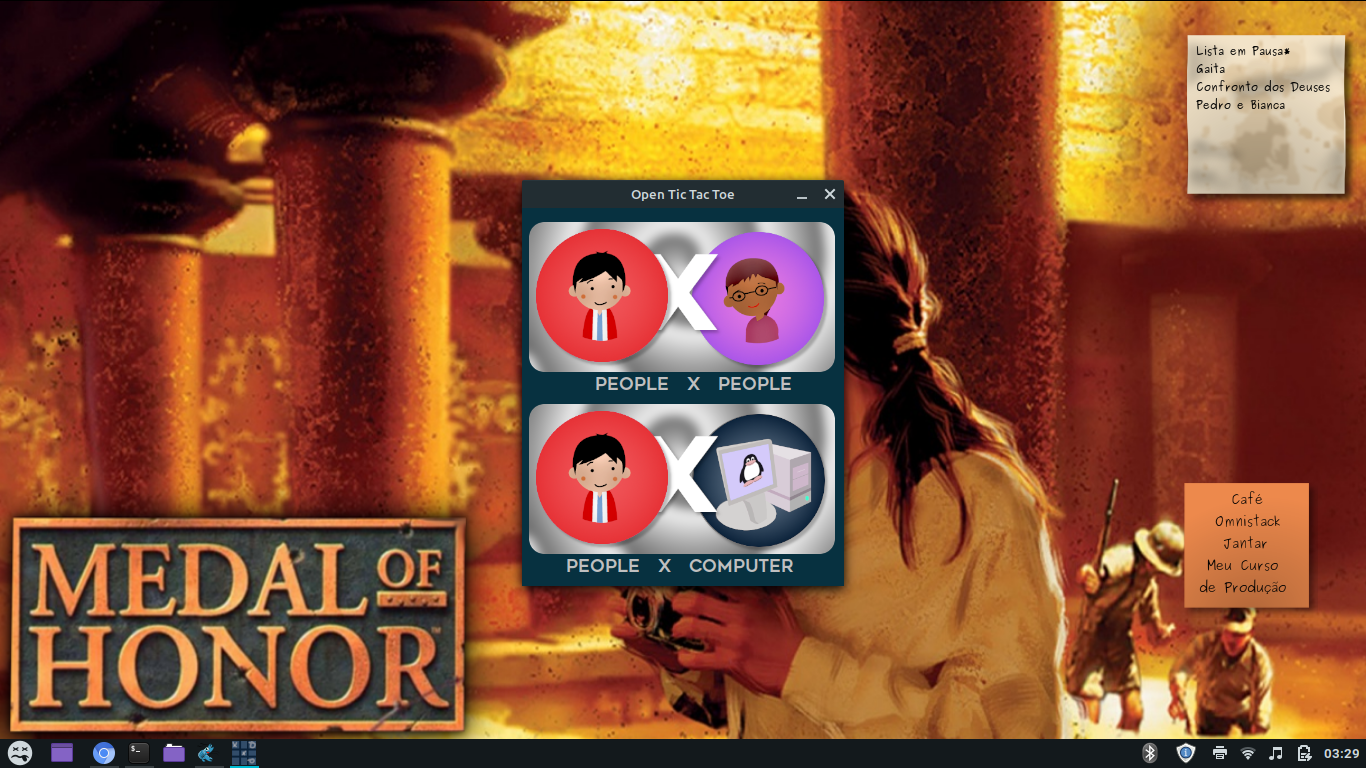 Lista em Pausa*
Gaita
Confronto dos Deuses
Pedro e Bianca
Open Tic Tac Toe
PEOPLE X PEOPLE
PEOPLE X COMPUTER
Café
Omnistack
Jantar
Meu Curso
de Produção
MEDAL OF
HONOR
03:29